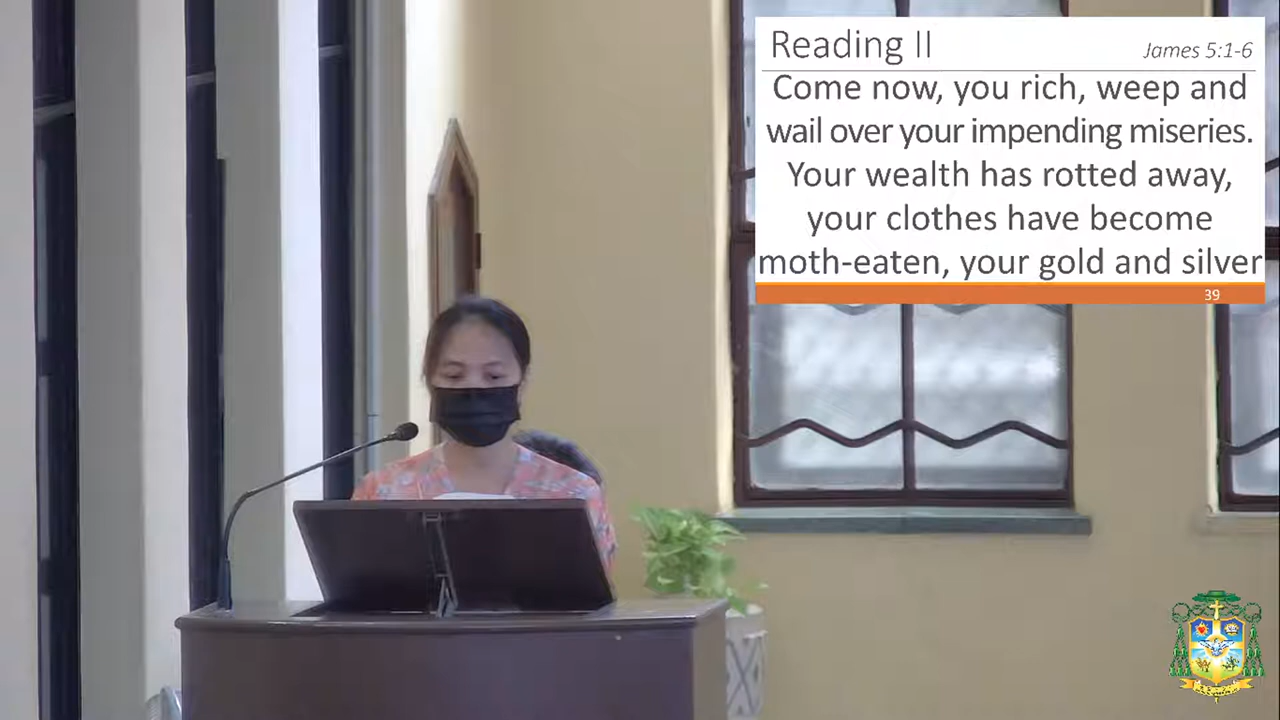 Reading II
James 5:1-6
Come now, you rich, weep and
wail over your impending miseries.
Your wealth has rotted away,
your clothes have become
moth-eaten, your gold and silver
39